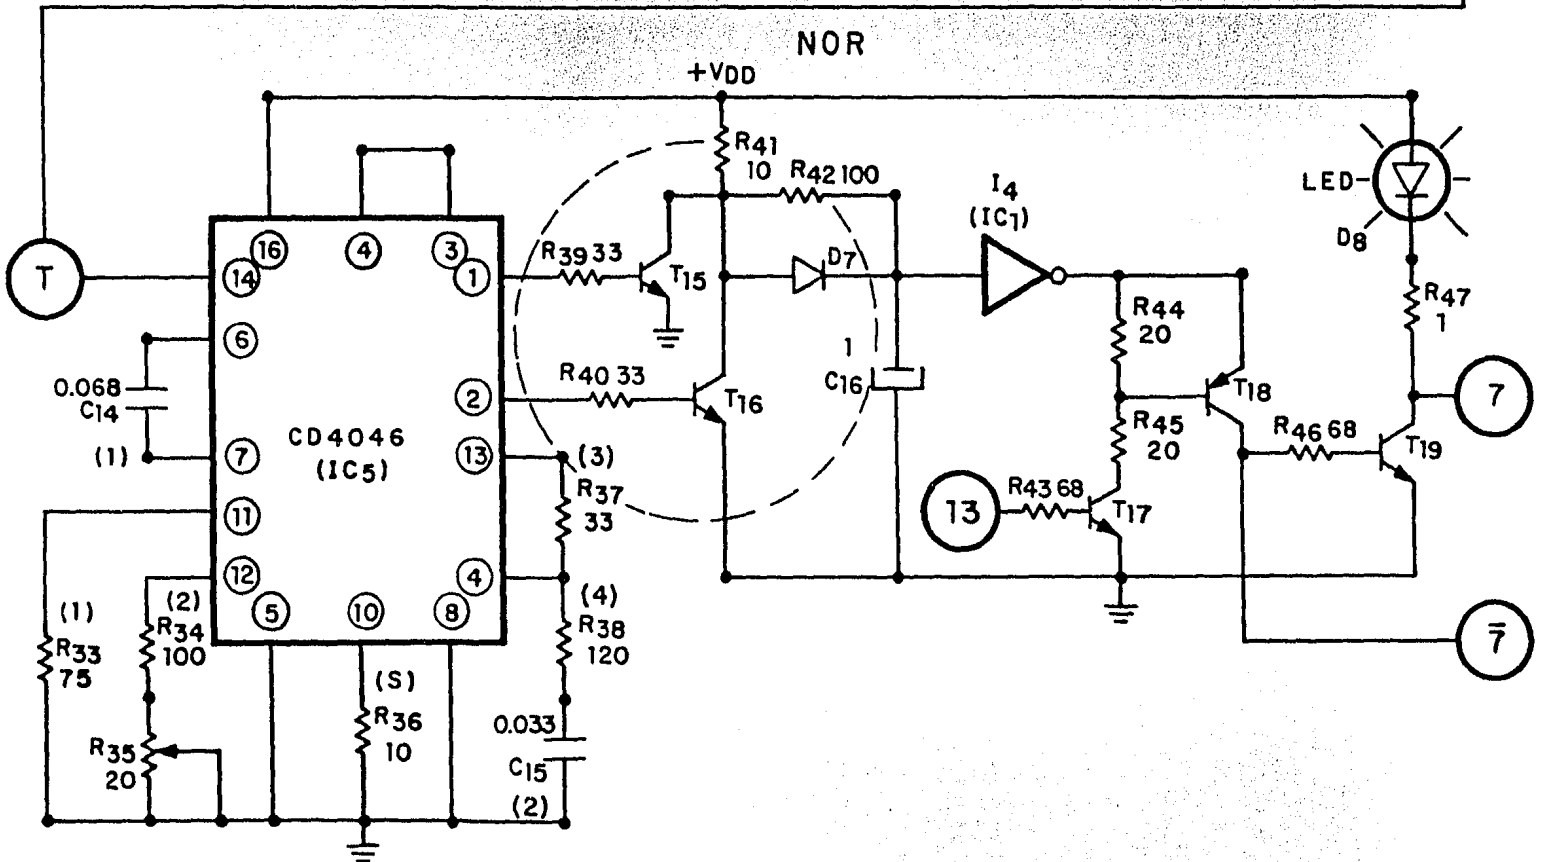 NOR
+VDD
R41
10
R42 100
I4
(IC1)
LED
D8
16
4
3
14
1
T
R39 33
T15
D7
R44
20
R47
1
6
0.068
C14
(1)
7
R40 33
2
T16
1
C16
T18
7
CD4046
(IC5)
13
(3)
R37
33
R45
20
R46 68
T19
11
13
R43 68
T17
12
4
5
10
8
(1)
R33
75
(2)
R34
100
(4)
R38
120
7̅
(S)
R36
10
R35
20
0.033
C15
(2)